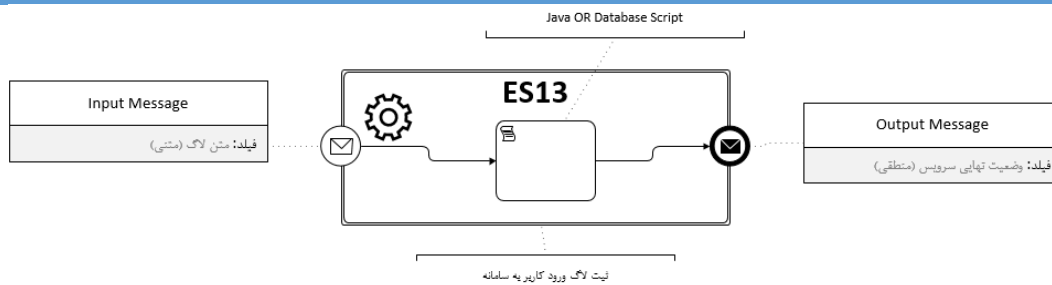 Java OR Database Script
ES13
Input Message
فیلد: متن لاگ (متنی)
Output Message
فیلد: وضعیت تهایی سرویس (منطقی)
ثبت لاگ ورود کاربر به سامانه